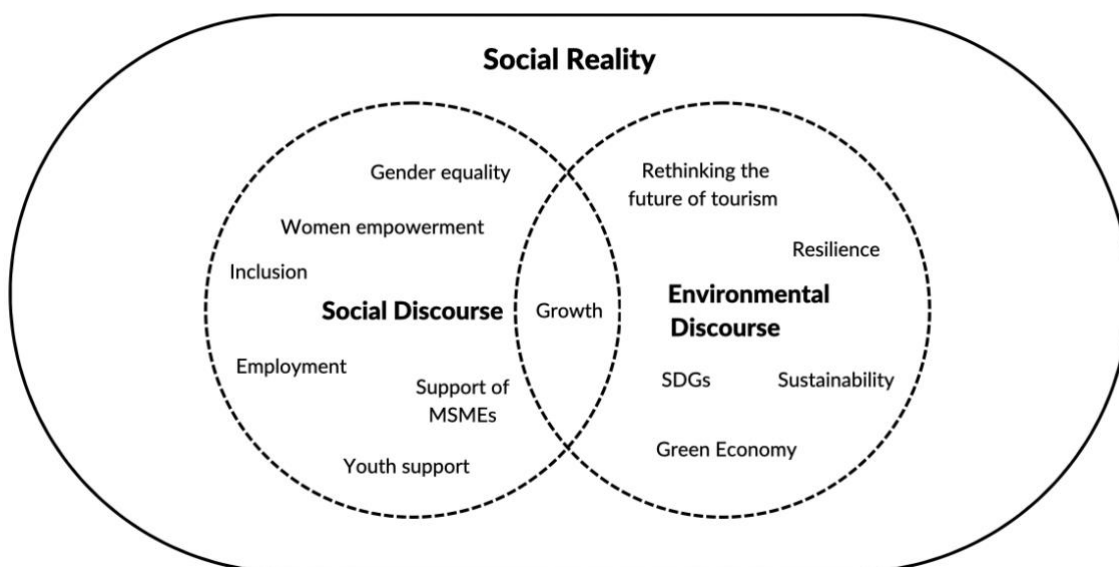 Social Reality
Gender equality
Women empowerment
Inclusion
Social Discourse
Employment
Support of
MSMEs
Youth support
Growth
Rethinking the
future of tourism
Resilience
Environmental
Discourse
SDGs
Sustainability
Green Economy